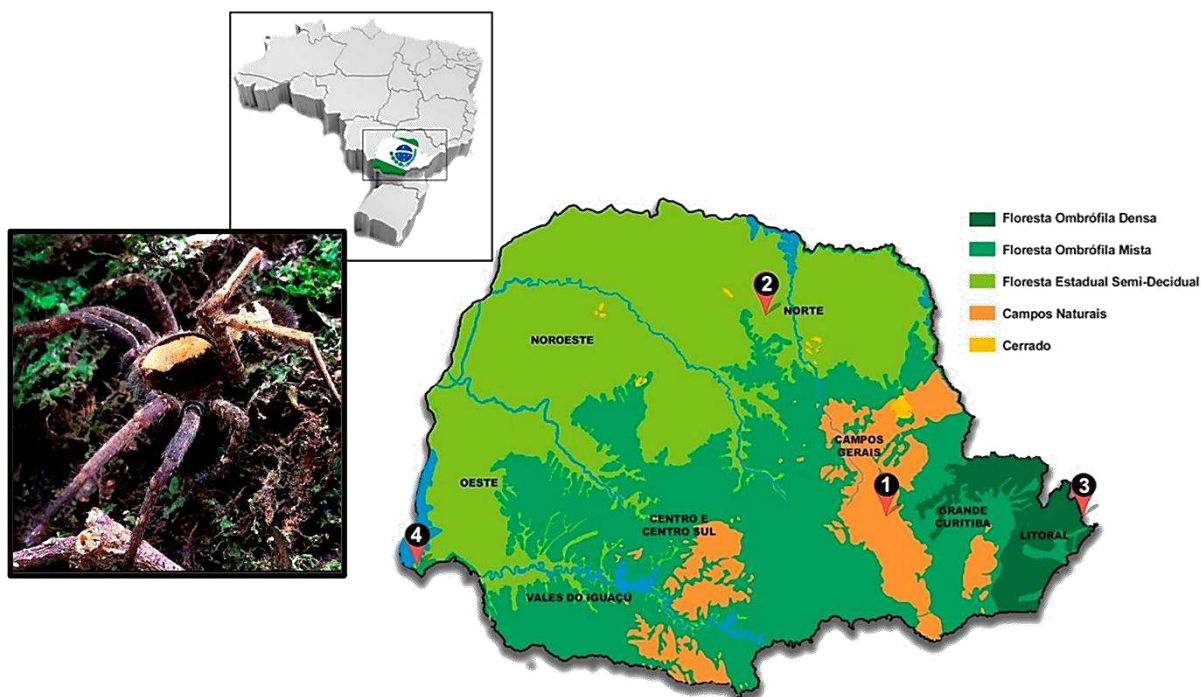 Floresta Ombrófila Densa
Floresta Ombrófila Mista
Floresta Estadual Semi-Decidual
Campos Naturais
Cerrado
2
NORTE
NOROESTE
CAMPOS
GERAIS
OESTE
1
3
GRANDE
CURITIBA
LITORAL
CENTRO E
CENTRO SUL
4
VALES DO IGUAÇÚ